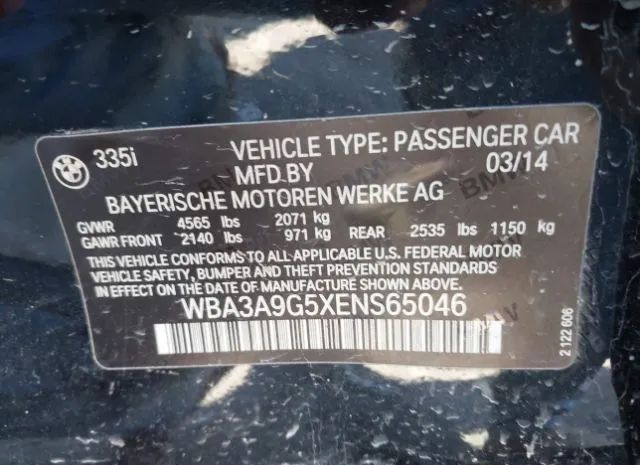 335i VEHICLE TYPE: PASSENGER CAR
MFD.BY 03/14
BAYERISCHE MOTOREN WERKE AG
GVWR 4565 lbs 2071 kg
GAWR FRONT 2140 lbs 971 kg REAR 2535 lbs 1150 kg
THIS VEHICLE CONFORMS TO ALL APPLICABLE U.S. FEDERAL MOTOR
VEHICLE SAFETY, BUMPER AND THEFT PREVENTION STANDARDS IN
EFFECT ON THE DATE OF MANUFACTURE SHOWN ABOVE.
WBA3A9G5XENS65046
2 122 606